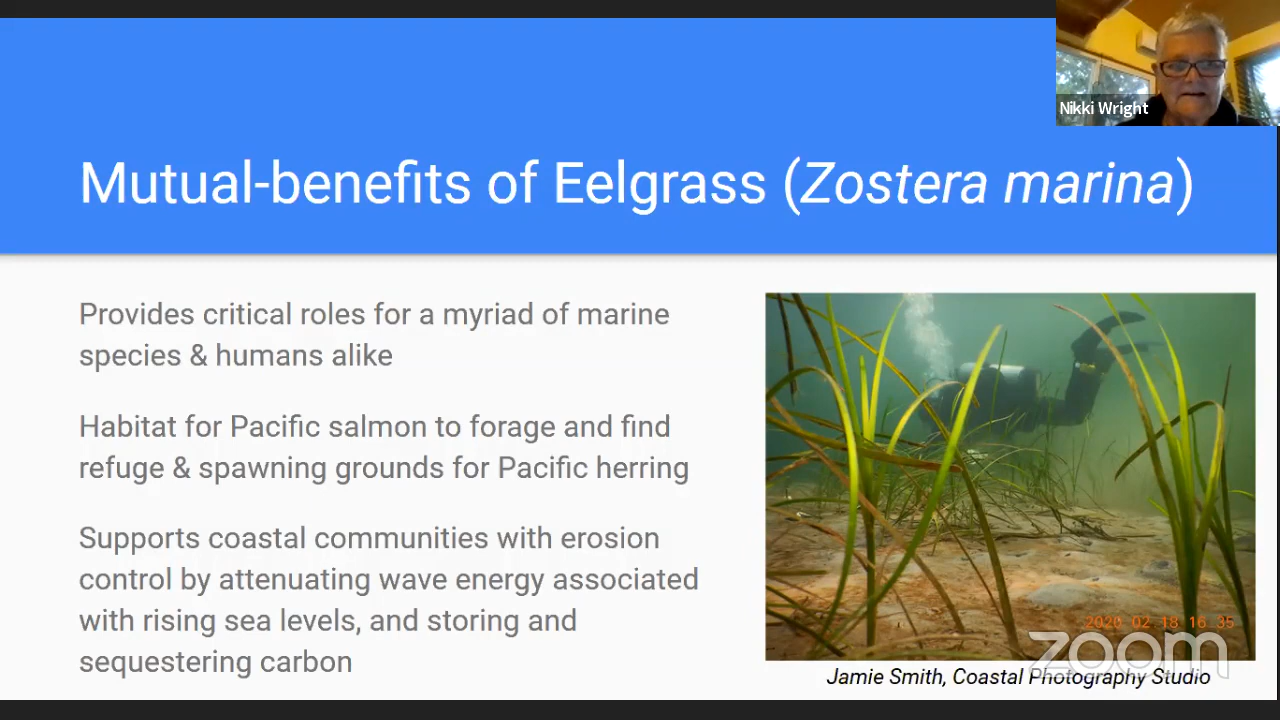 Nikki Wright
Mutual-benefits of Eelgrass (Zostera marina)
Provides critical roles for a myriad of marine
species & humans alike
Habitat for Pacific salmon to forage and find
refuge & spawning grounds for Pacific herring
Supports coastal communities with erosion
control by attenuating wave energy associated
with rising sea levels, and storing and
sequestering carbon
2020 02 18 16 35
zoom
Jamie Smith, Coastal Photography Studio